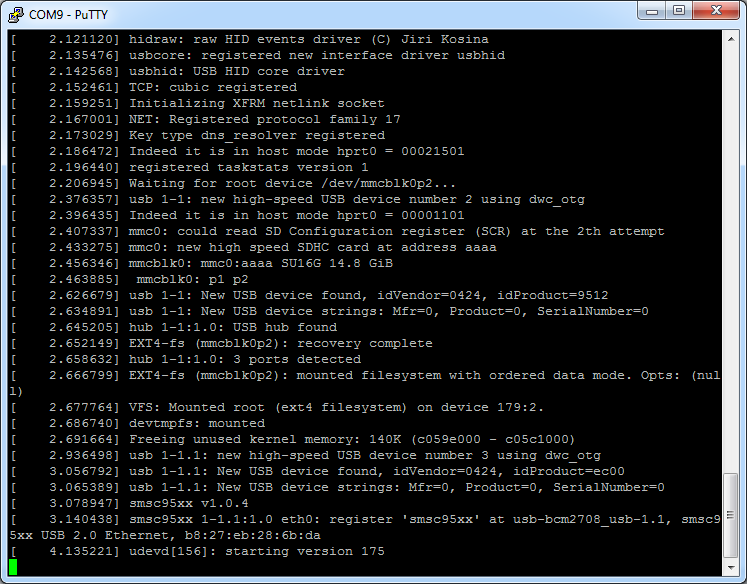 COM9 - PuTTY
[    2.121120] hidraw: raw HID events driver (C) Jiri Kosina
[    2.135476] usbcore: registered new interface driver usbhid
[    2.142568] usbhid: USB HID core driver
[    2.152461] TCP: cubic registered
[    2.159251] Initializing XFRM netlink socket
[    2.167001] NET: Registered protocol family 17
[    2.173029] Key type dns_resolver registered
[    2.186472] Indeed it is in host mode hprt0 = 00021501
[    2.196440] registered taskstats version 1
[    2.206945] Waiting for root device /dev/mmcblk0p2...
[    2.376357] usb 1-1: new high-speed USB device number 2 using dwc_otg
[    2.396435] Indeed it is in host mode hprt0 = 00001101
[    2.407337] mmc0: could read SD Configuration register (SCR) at the 2th attempt
[    2.433275] mmc0: new high speed SDHC card at address aaaa
[    2.456346] mmcblk0: mmc0:aaaa SU16G 14.8 GiB
[    2.463885]  mmcblk0: p1 p2
[    2.626679] usb 1-1: New USB device found, idVendor=0424, idProduct=9512
[    2.634891] usb 1-1: New USB device strings: Mfr=0, Product=0, SerialNumber=0
[    2.645205] hub 1-1:1.0: USB hub found
[    2.652149] EXT4-fs (mmcblk0p2): recovery complete
[    2.658632] hub 1-1:1.0: 3 ports detected
[    2.666799] EXT4-fs (mmcblk0p2): mounted filesystem with ordered data mode. Opts: (nul
l)
[    2.677764] VFS: Mounted root (ext4 filesystem) on device 179:2.
[    2.686740] devtmpfs: mounted
[    2.691664] Freeing unused kernel memory: 140K (c059e000 - c05c1000)
[    2.936498] usb 1-1.1: new high-speed USB device number 3 using dwc_otg
[    3.056792] usb 1-1.1: New USB device found, idVendor=0424, idProduct=ec00
[    3.065389] usb 1-1.1: New USB device strings: Mfr=0, Product=0, SerialNumber=0
[    3.078947] smsc95xx v1.0.4
[    3.140438] smsc95xx 1-1.1:1.0 eth0: register 'smsc95xx' at usb-bcm2708_usb-1.1, smsc9
5xx USB 2.0 Ethernet, b8:27:eb:28:6b:da
[    4.135221] udevd[156]: starting version 175